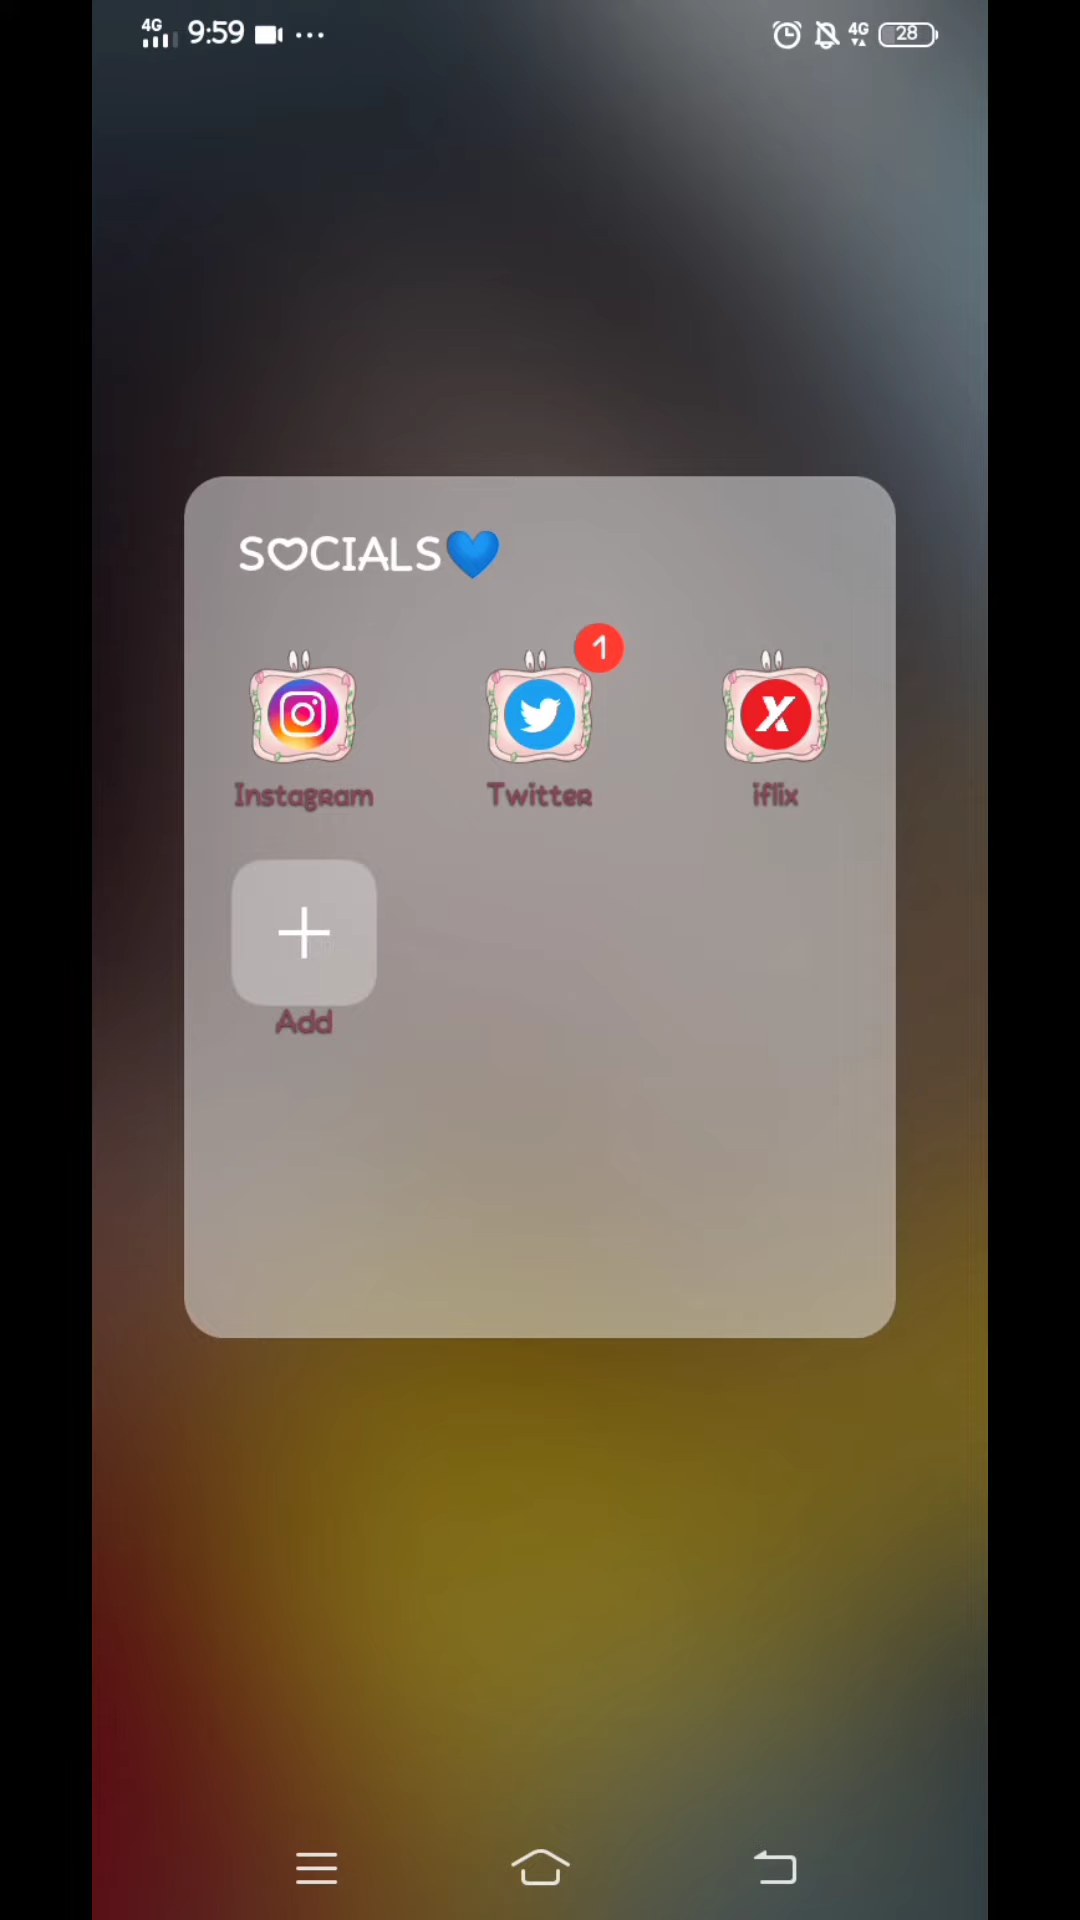 4G 9:59 ... 4G 28
SOCIALS💙
1
Instagram Twitter iflix
Add